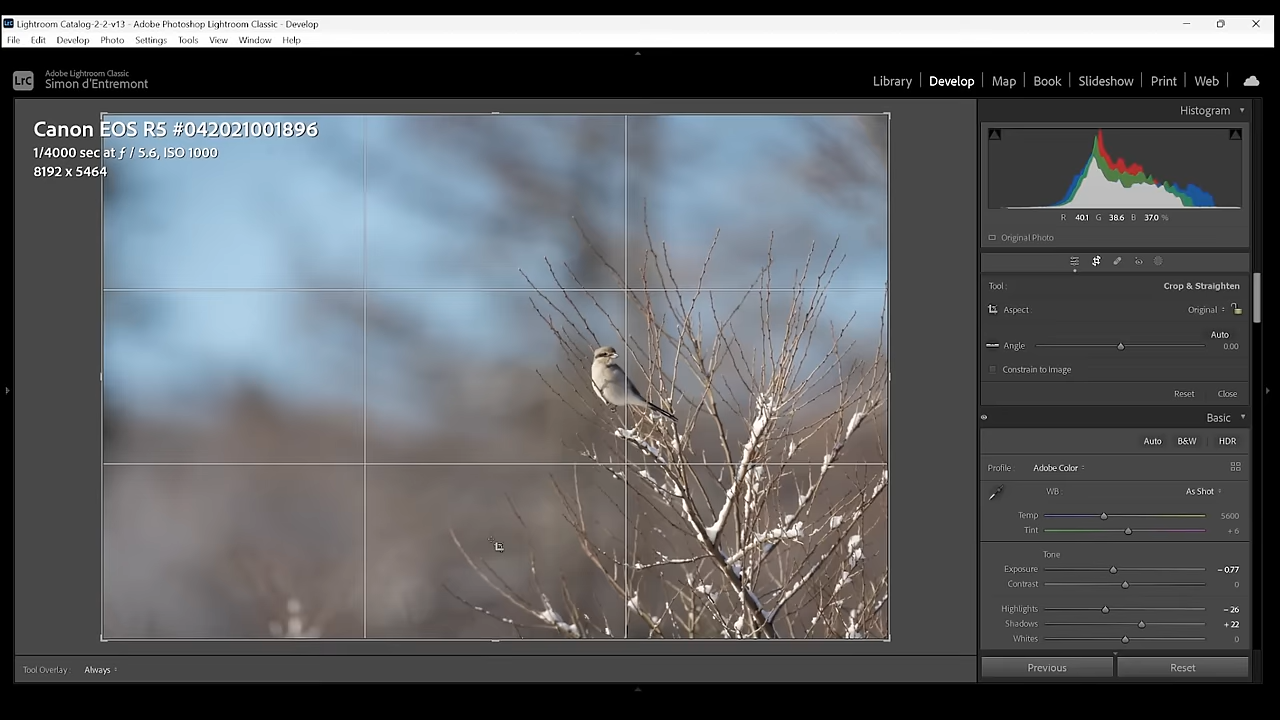 Lightroom Catalog-2-2-v13 - Adobe Photoshop Lightroom Classic - Develop
File Edit Develop Photo Settings Tools View Window Help
LrC
Adobe Lightroom Classic
Simon d'Entremont
Library | Develop | Map | Book | Slideshow | Print | Web
Canon EOS R5 #042021001896
1/4000 sec at ƒ / 5.6, ISO 1000
8192 x 5464
Histogram
R 40.1 G 38.6 B 37.0 %
Original Photo
Tool : Crop & Straighten
Aspect Original
Auto
Angle 0.00
Constrain to Image
Reset Close
Basic
Auto B&W HDR
Profile: Adobe Color
WB : As Shot
Temp 5600
Tint + 6
Tone
Exposure − 0.77
Contrast 0
Highlights − 26
Shadows + 22
Whites 0
Previous Reset
Tool Overlay : Always